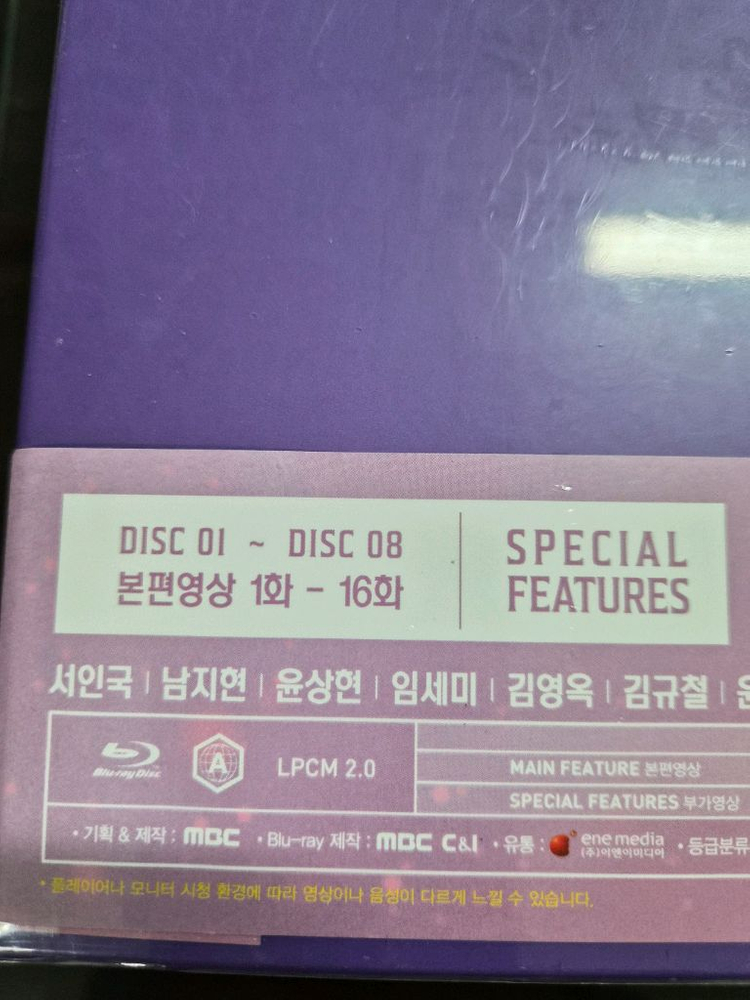 DISC 01 ~ DISC 08
본편영상 1화 - 16화
SPECIAL
FEATURES
서인국 | 남지현 | 윤상현 | 임세미 | 김영옥 | 김규철 |
Blu-ray Disc
A
LPCM 2.0
MAIN FEATURE 본편영상
SPECIAL FEATURES 부가영상
• 기획 & 제작 : MBC • Blu-ray 제작 : MBC C&I • 유통 : ene media (주)이앤이미디어 • 등급분류
• 플레이어나 모니터 시청 환경에 따라 영상이나 음성이 다르게 느낄 수 있습니다.